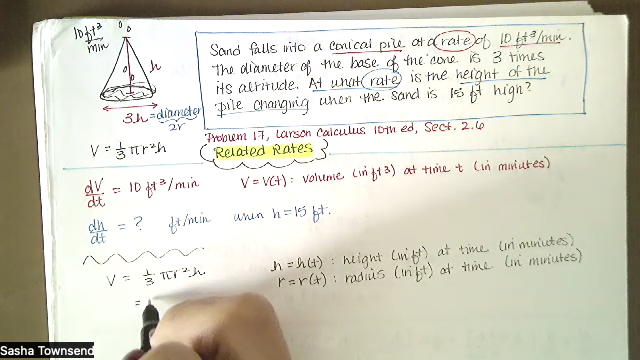 10 ft³
min
h
3h = diameter
2r
Sand falls into a conical pile at a rate of 10 ft³/min.
The diameter of the base of the cone is 3 times
its altitude. At what rate is the height of the
pile changing when the sand is 15 ft high?
Problem 17, Larson Calculus 10th ed, Sect. 2.6
V = 1/3 πr²h
Related Rates
dV/dt = 10 ft³/min
V = V(t): volume (in ft³) at time t (in minutes)
dh/dt = ? ft/min when h = 15 ft.
V = 1/3 πr²h
=
h = h(t): height (in ft) at time (in minutes)
r = r(t): radius (in ft) at time (in minutes)
Sasha Townsend